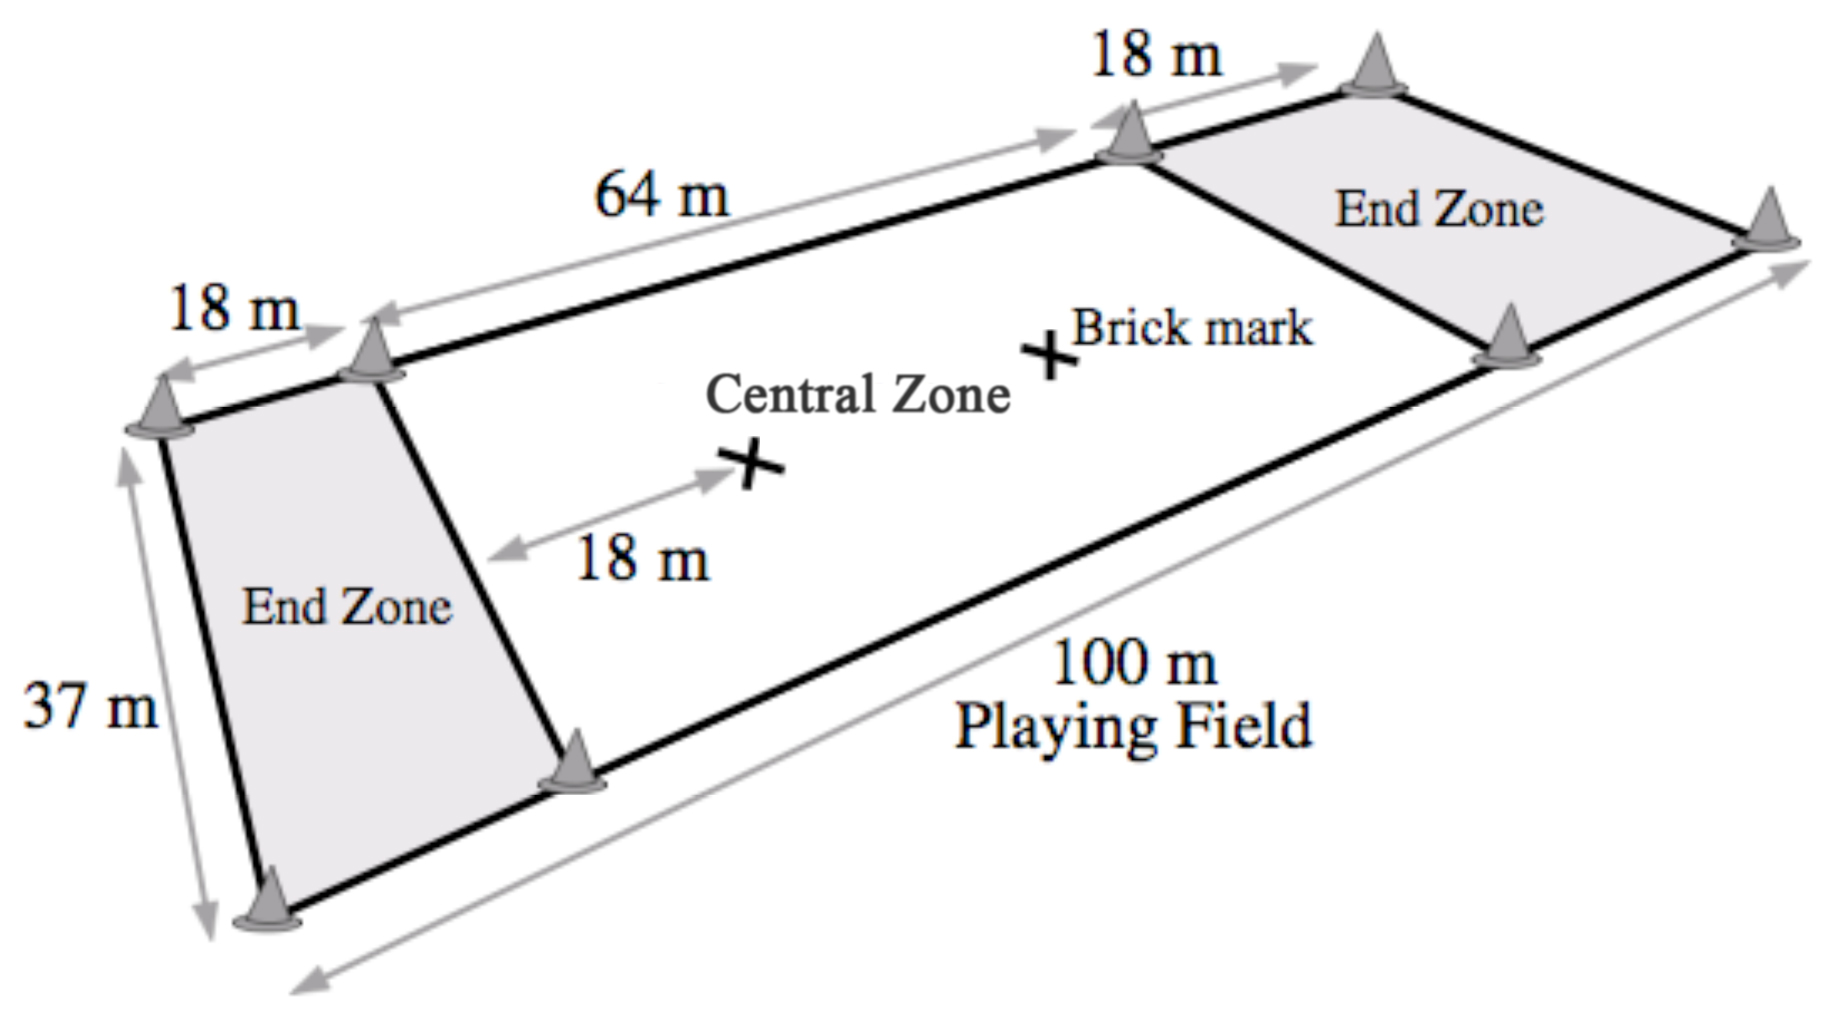 18 m
64 m
18 m
End Zone
Brick mark
Central Zone
18 m
End Zone
37 m
100 m
Playing Field